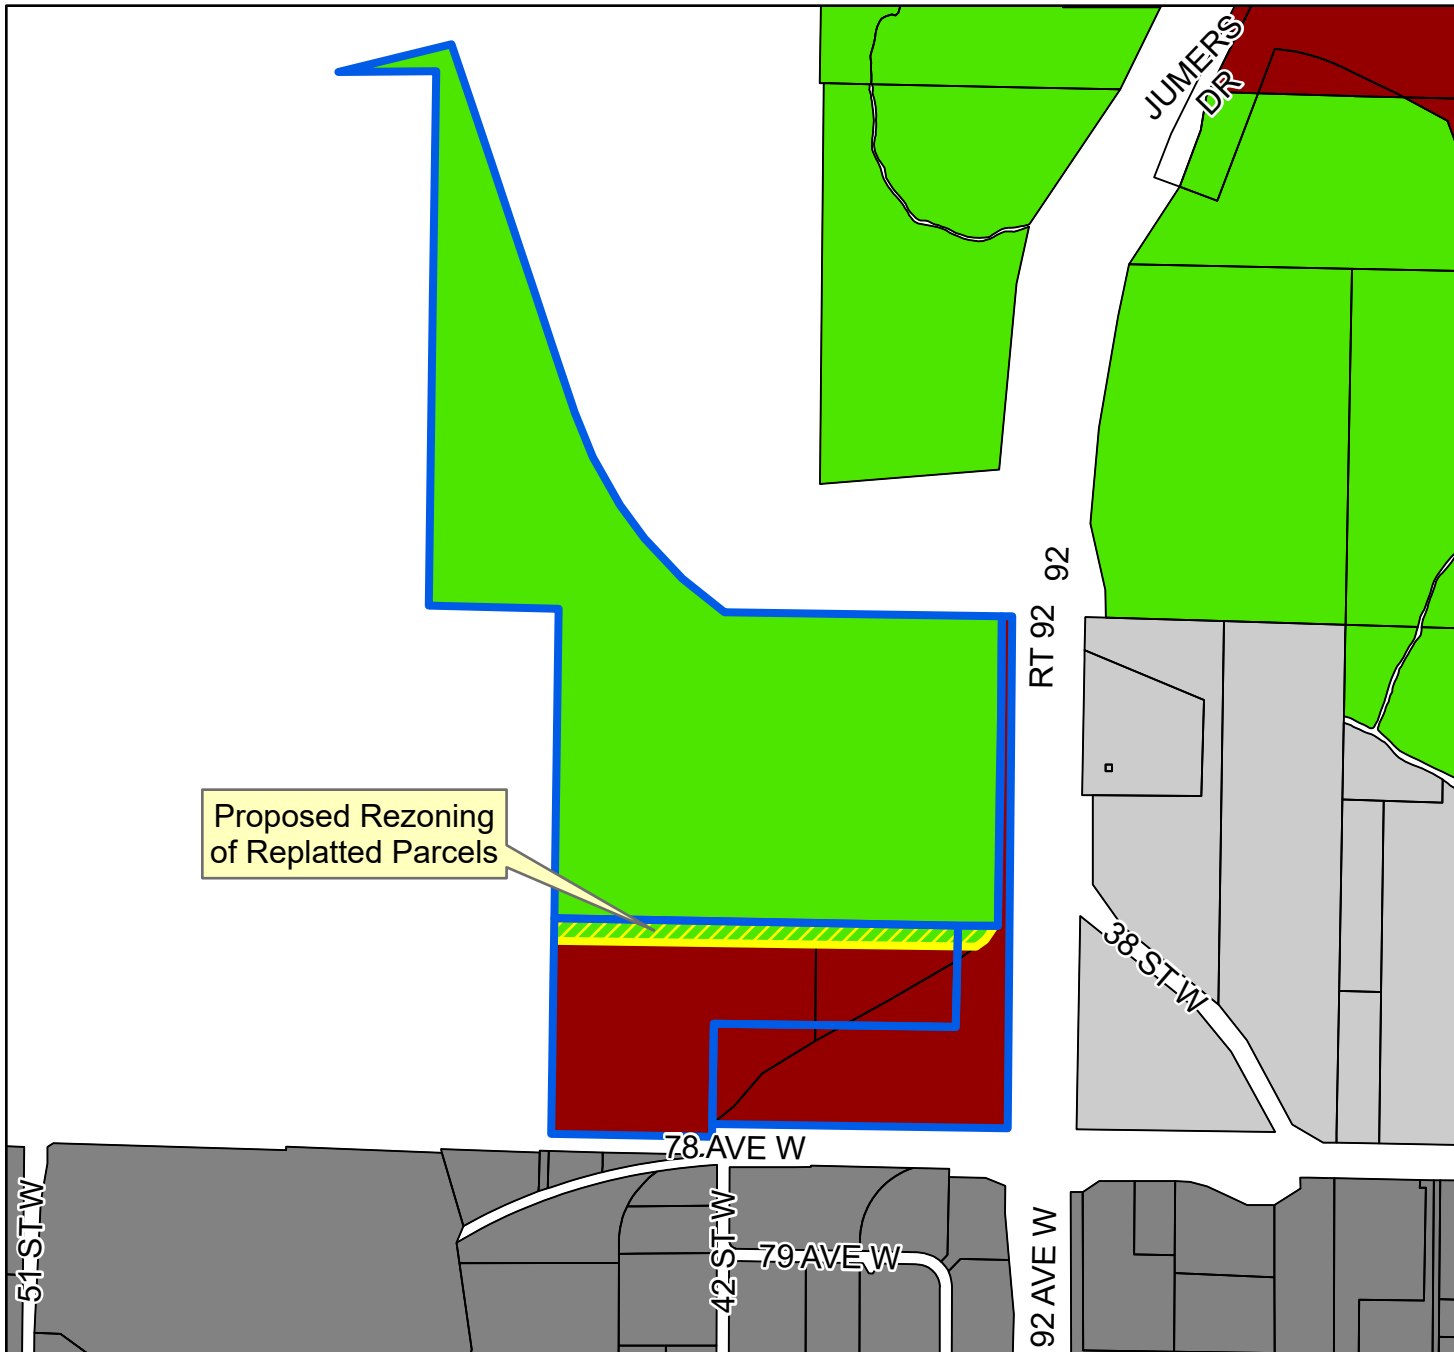 JUMERS
DR
92
RT 92
Proposed Rezoning
of Replatted Parcels
38 ST W
78 AVE W
51 ST W
42 ST W
79 AVE W
92 AVE W